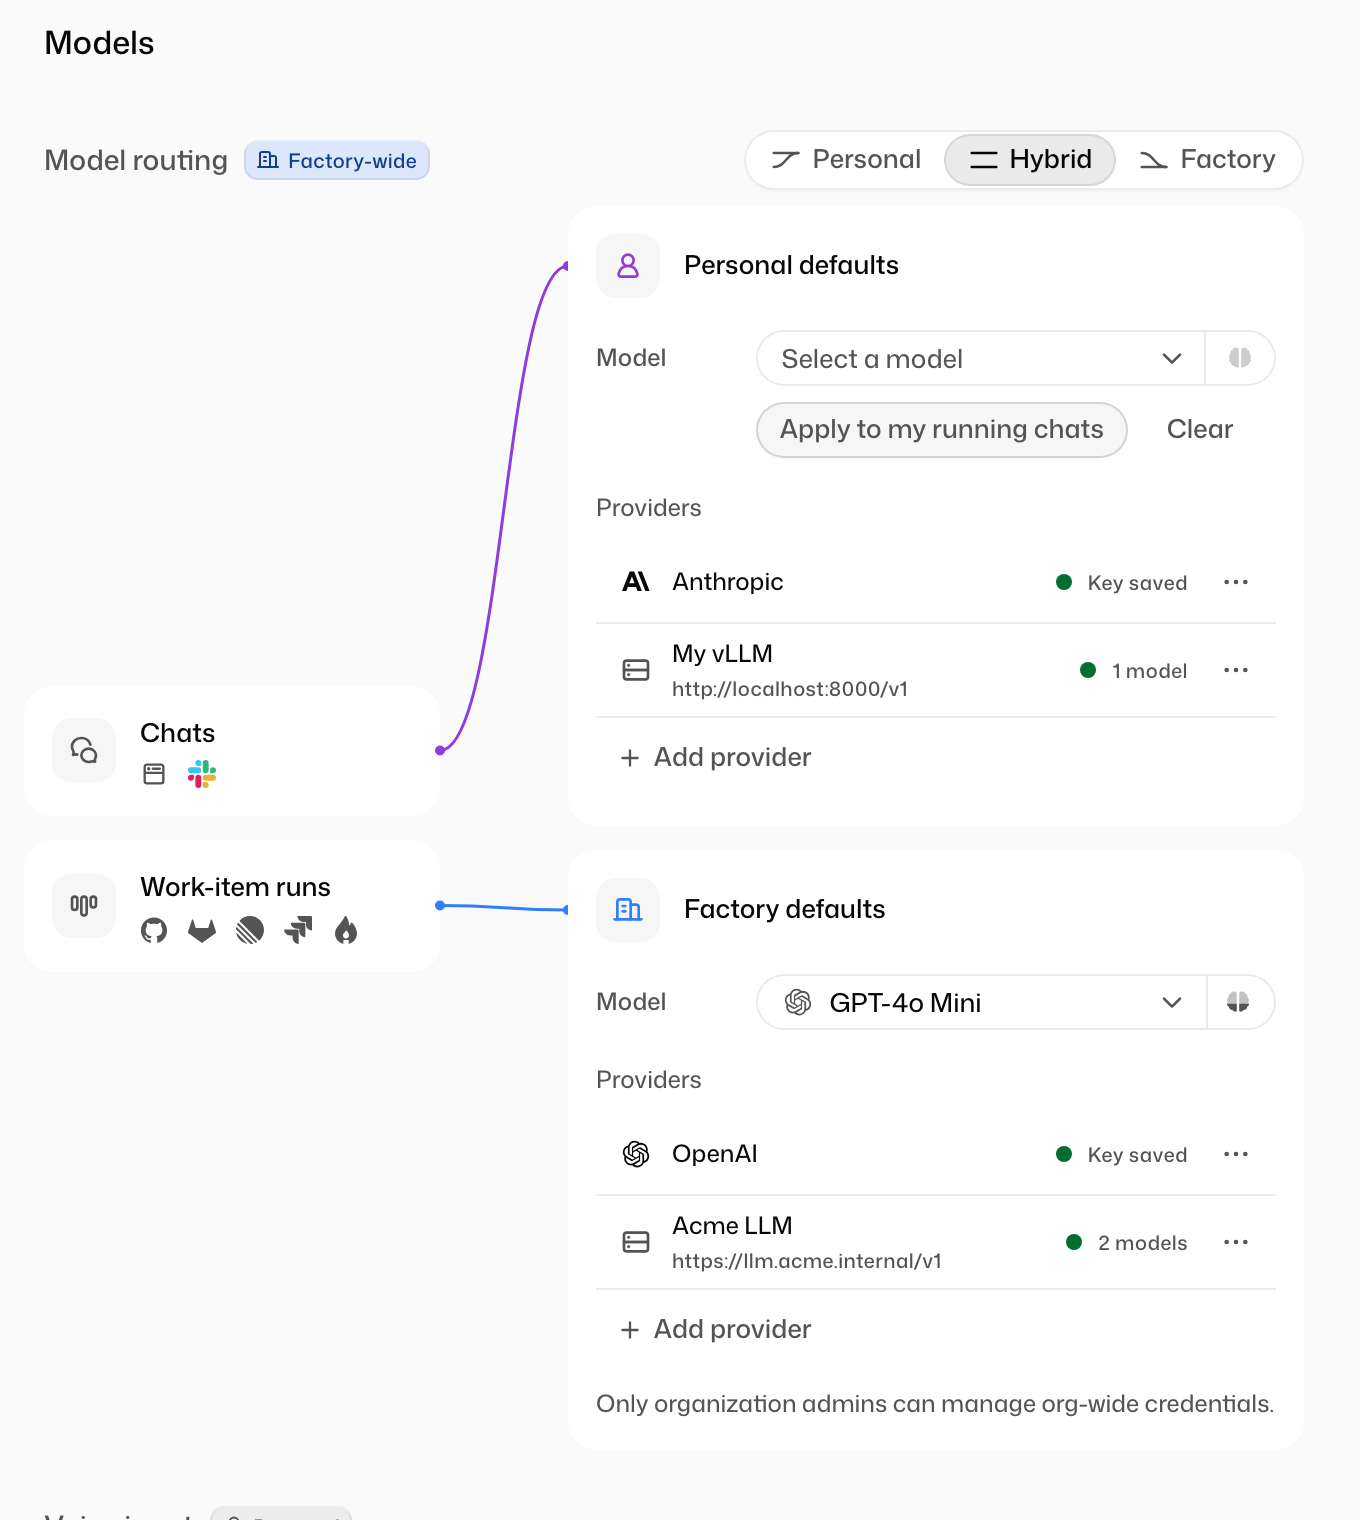 Models
Model routing
Factory-wide
Personal
Hybrid
Factory
Personal defaults
Model
Select a model
Apply to my running chats
Clear
Providers
Anthropic
Key saved
My vLLM
http://localhost:8000/v1
1 model
+ Add provider
Chats
Work-item runs
Factory defaults
Model
GPT-4o Mini
Providers
OpenAI
Key saved
Acme LLM
https://llm.acme.internal/v1
2 models
+ Add provider
Only organization admins can manage org-wide credentials.